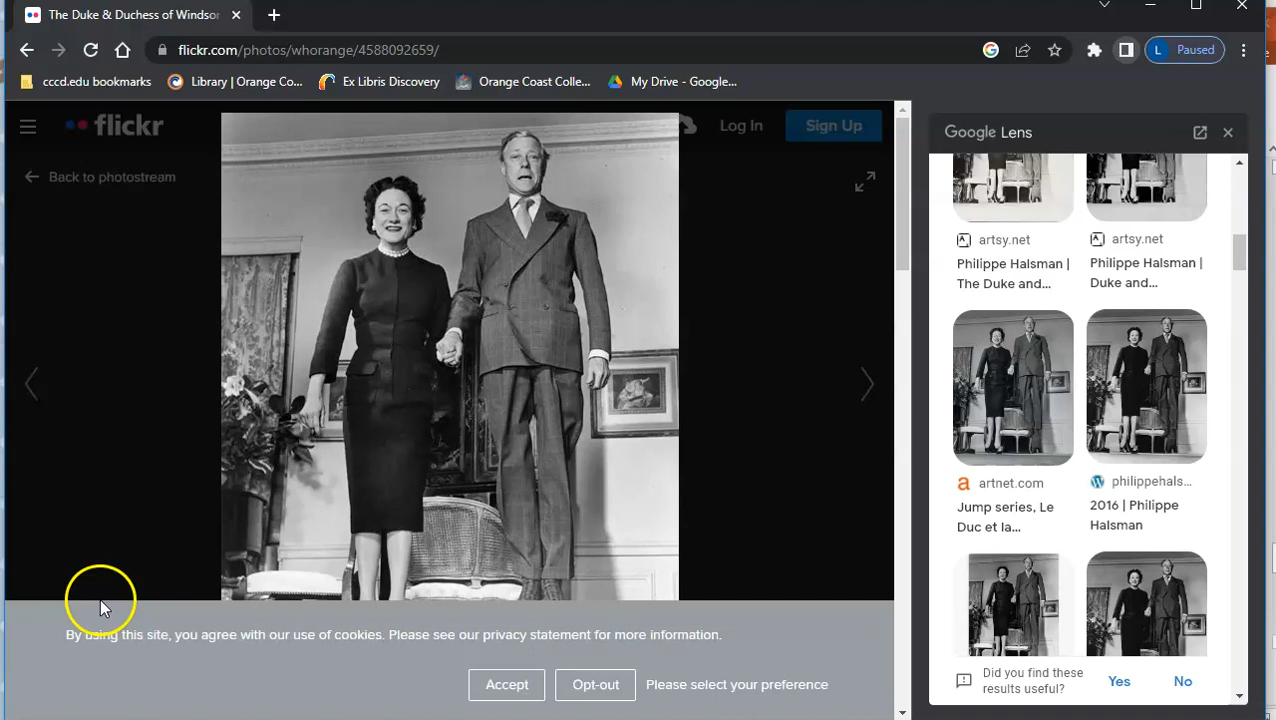 The Duke & Duchess of Windsor
flickr.com/photos/whorange/4588092659/
L Paused
cccd.edu bookmarks
Library | Orange Co...
Ex Libris Discovery
Orange Coast Colle...
My Drive - Google...
flickr
Log In
Sign Up
Back to photostream
Google Lens
artsy.net
Philippe Halsman |
The Duke and...
artsy.net
Philippe Halsman |
Duke and...
artnet.com
Jump series, Le
Duc et la...
philippehals...
2016 | Philippe
Halsman
Did you find these
results useful?
Yes
No
By using this site, you agree with our use of cookies. Please see our privacy statement for more information.
Accept
Opt-out
Please select your preference